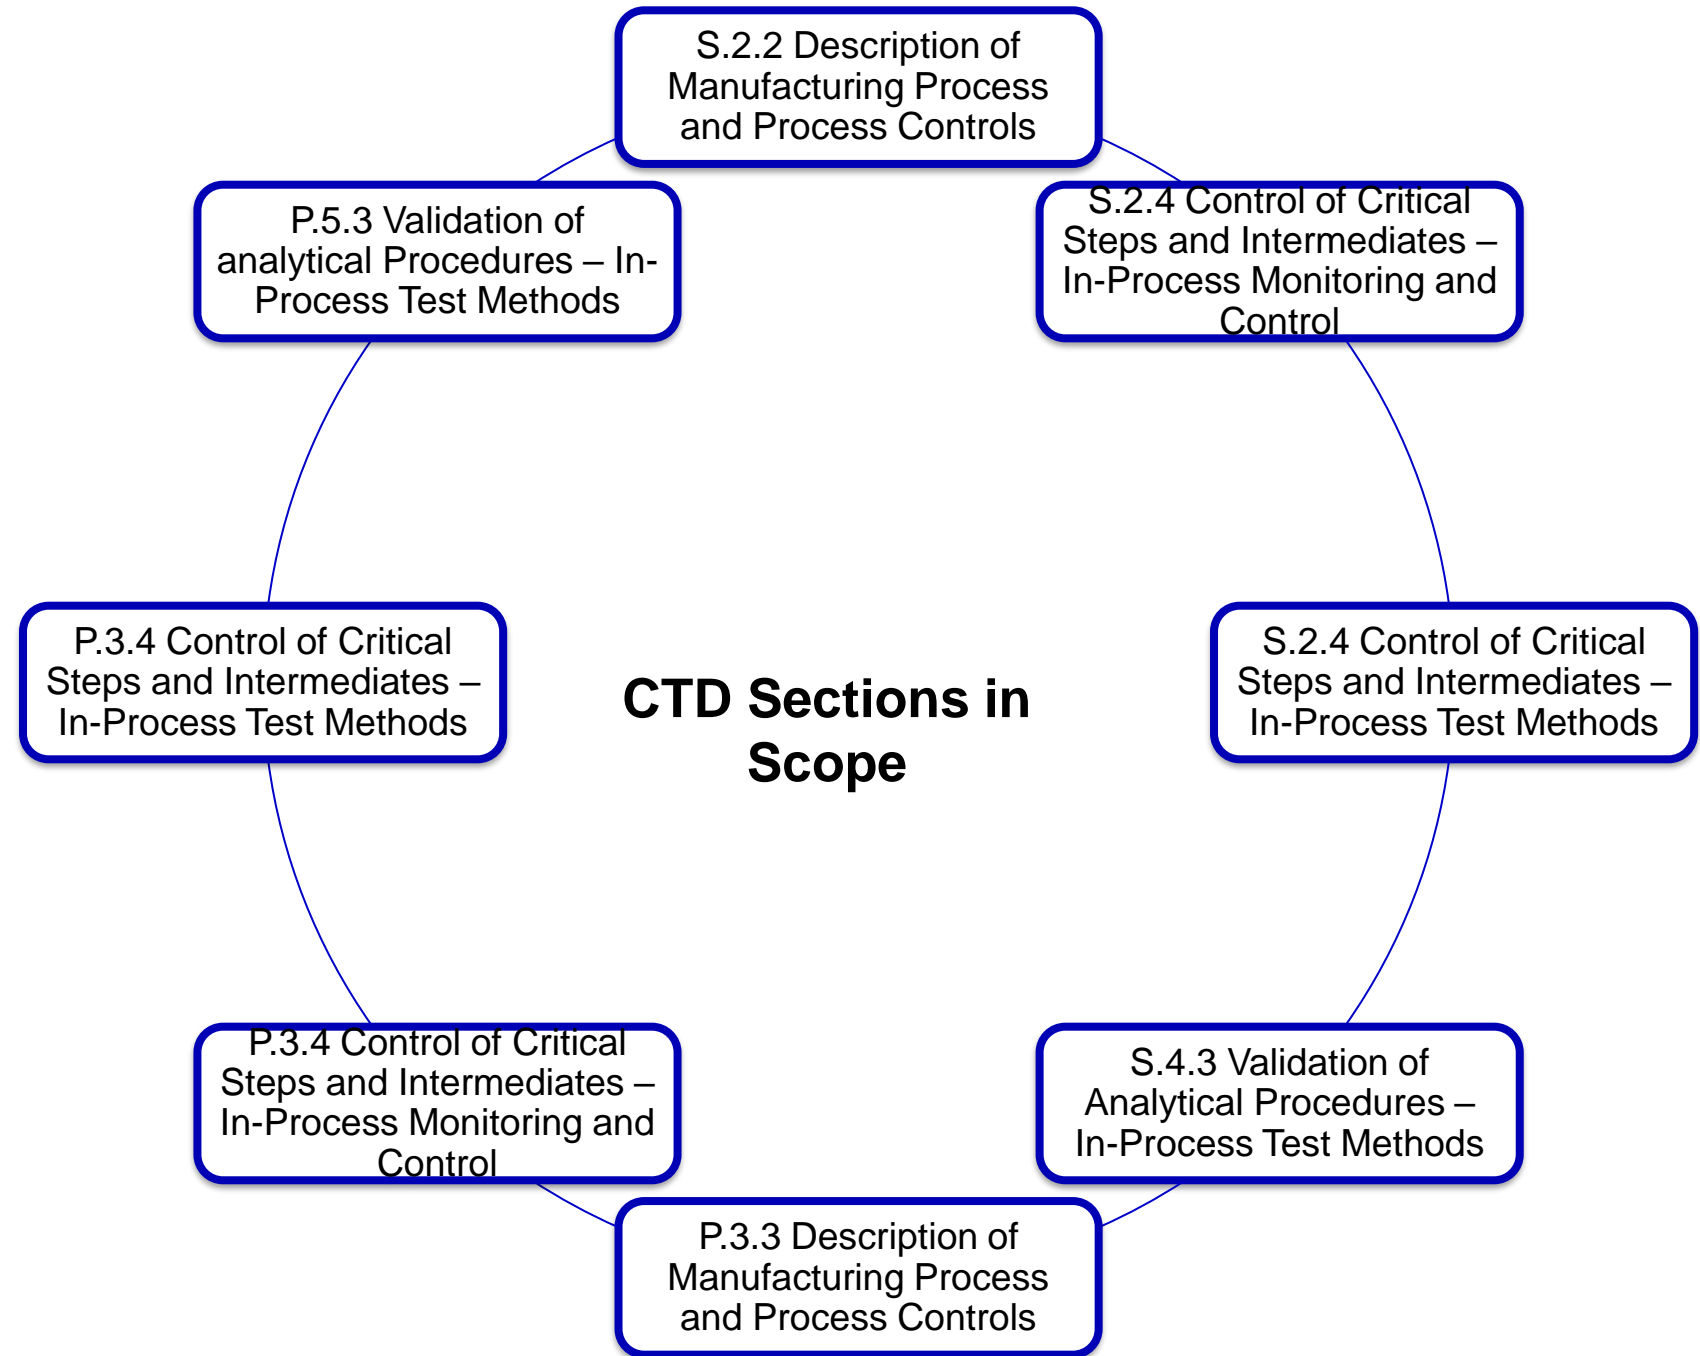 S.2.2 Description of
Manufacturing Process
and Process Controls
S.2.4 Control of Critical
Steps and Intermediates –
In-Process Monitoring and
Control
S.2.4 Control of Critical
Steps and Intermediates –
In-Process Test Methods
S.4.3 Validation of
Analytical Procedures –
In-Process Test Methods
P.3.3 Description of
Manufacturing Process
and Process Controls
P.3.4 Control of Critical
Steps and Intermediates –
In-Process Monitoring and
Control
P.3.4 Control of Critical
Steps and Intermediates –
In-Process Test Methods
P.5.3 Validation of
analytical Procedures – In-
Process Test Methods
CTD Sections in
Scope